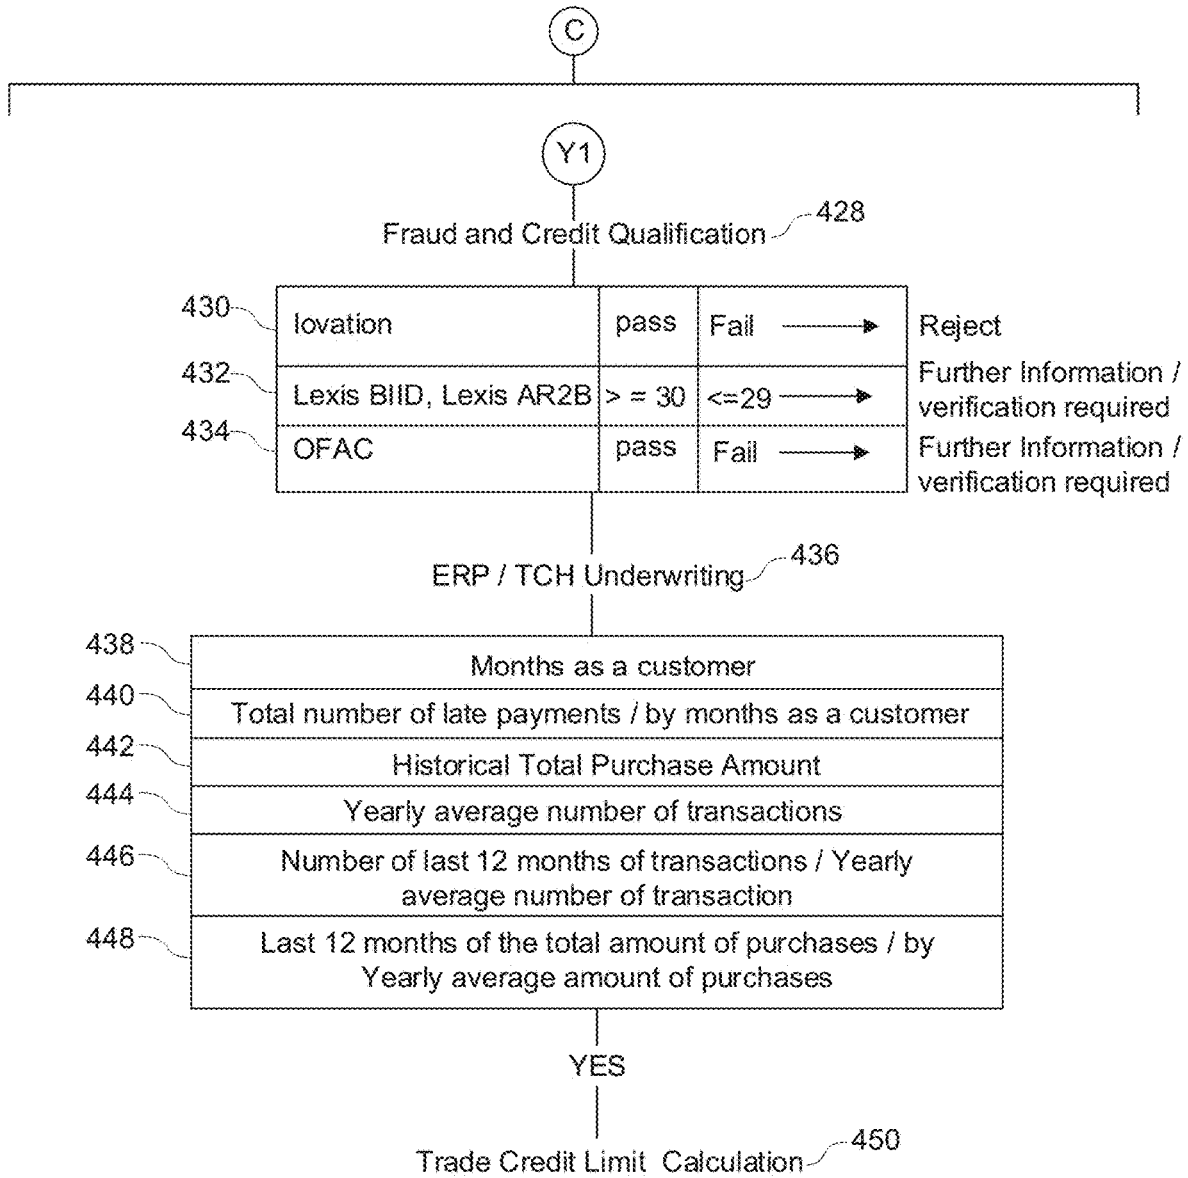 C
Y1
428
Fraud and Credit Qualification
430
Iovation pass Fail Reject
432
Lexis BIID, Lexis AR2B > = 30 <=29 Further Information /
verification required
434
OFAC pass Fail Further Information /
verification required
436
ERP / TCH Underwriting
438
Months as a customer
440
Total number of late payments / by months as a customer
442
Historical Total Purchase Amount
444
Yearly average number of transactions
446
Number of last 12 months of transactions / Yearly
average number of transaction
448
Last 12 months of the total amount of purchases / by
Yearly average amount of purchases
YES
450
Trade Credit Limit Calculation